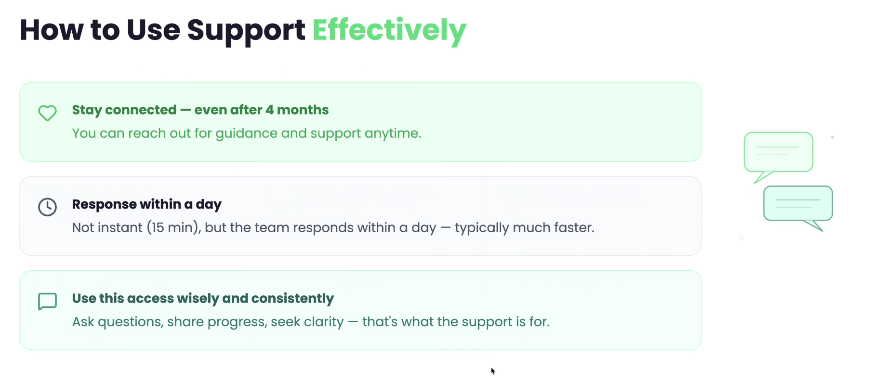 How to Use Support Effectively
Stay connected — even after 4 months
You can reach out for guidance and support anytime.
Response within a day
Not instant (15 min), but the team responds within a day — typically much faster.
Use this access wisely and consistently
Ask questions, share progress, seek clarity — that's what the support is for.